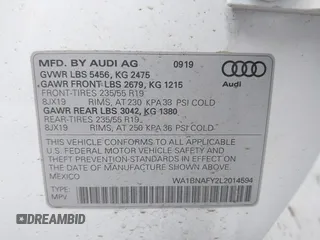 MFD. BY AUDI AG 0919
GVWR LBS 5456, KG 2475
GAWR FRONT LBS 2679, KG 1215
FRONT-TIRES 235/55 R19
8JX19 RIMS, AT 230 KPA 33 PSI COLD
GAWR REAR LBS 3042, KG 1380
REAR-TIRES 235/55 R19
8JX19 RIMS, AT 250 KPA 36 PSI COLD
Audi
THIS VEHICLE CONFORMS TO ALL APPLICABLE
U.S. FEDERAL MOTOR VEHICLE SAFETY AND THEFT
PREVENTION STANDARDS IN EFFECT ON THE DATE OF
MANUFACTURE SHOWN ABOVE.
WA1BNAFY2L2014594
MEXICO
TYPE: MPV
DREAMBID.COM